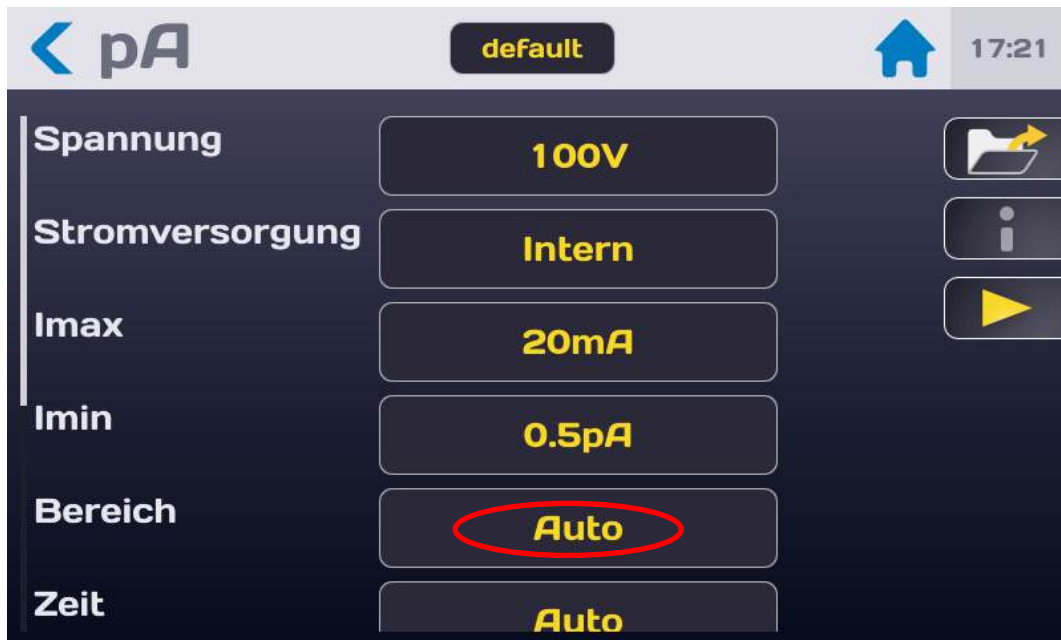 pA
default
17:21
Spannung
100V
Stromversorgung
Intern
Imax
20mA
Imin
0.5pA
Bereich
Auto
Zeit
Auto